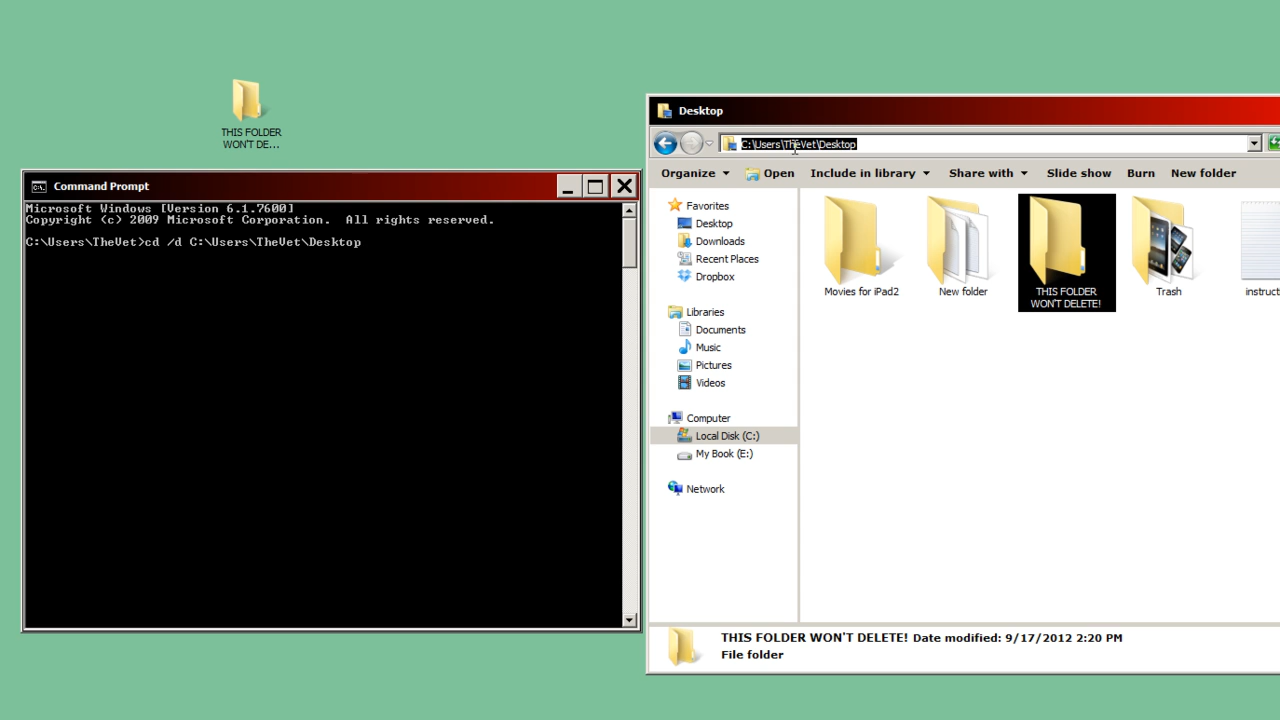 THIS FOLDER
WON'T DE...
Command Prompt
Microsoft Windows [Version 6.1.7600]
Copyright (c) 2009 Microsoft Corporation.  All rights reserved.
C:\Users\TheVet>cd /d C:\Users\TheVet\Desktop
Desktop
C:\Users\TheVet\Desktop
Organize
Open
Include in library
Share with
Slide show
Burn
New folder
Favorites
Desktop
Downloads
Recent Places
Dropbox
Libraries
Documents
Music
Pictures
Videos
Computer
Local Disk (C:)
My Book (E:)
Network
Movies for iPad2
New folder
THIS FOLDER
WON'T DELETE!
Trash
instruct
THIS FOLDER WON'T DELETE! Date modified: 9/17/2012 2:20 PM
File folder